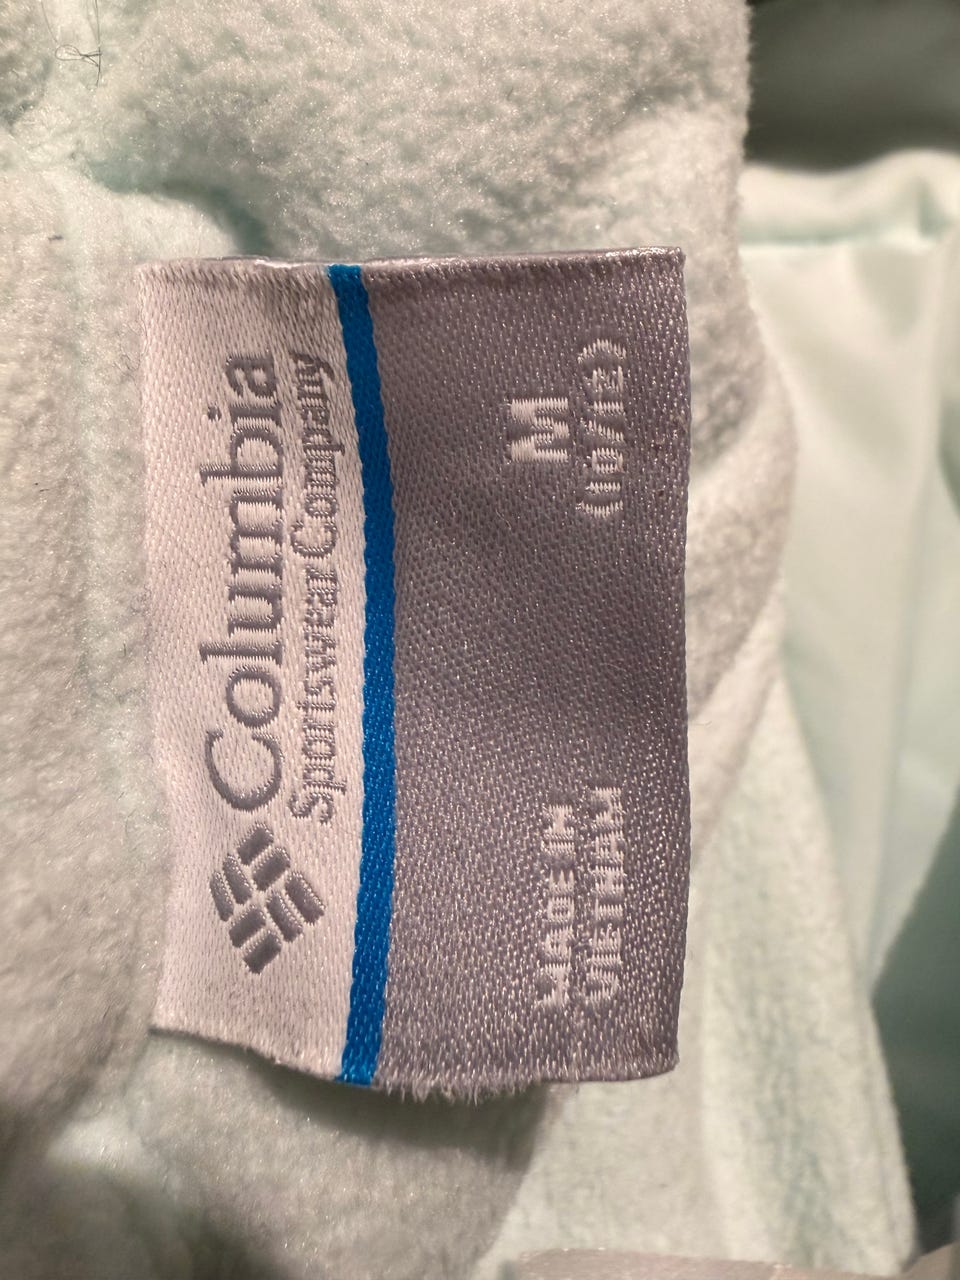 Columbia
Sportswear Company
M
(10/12)
MADE IN
VIETNAM